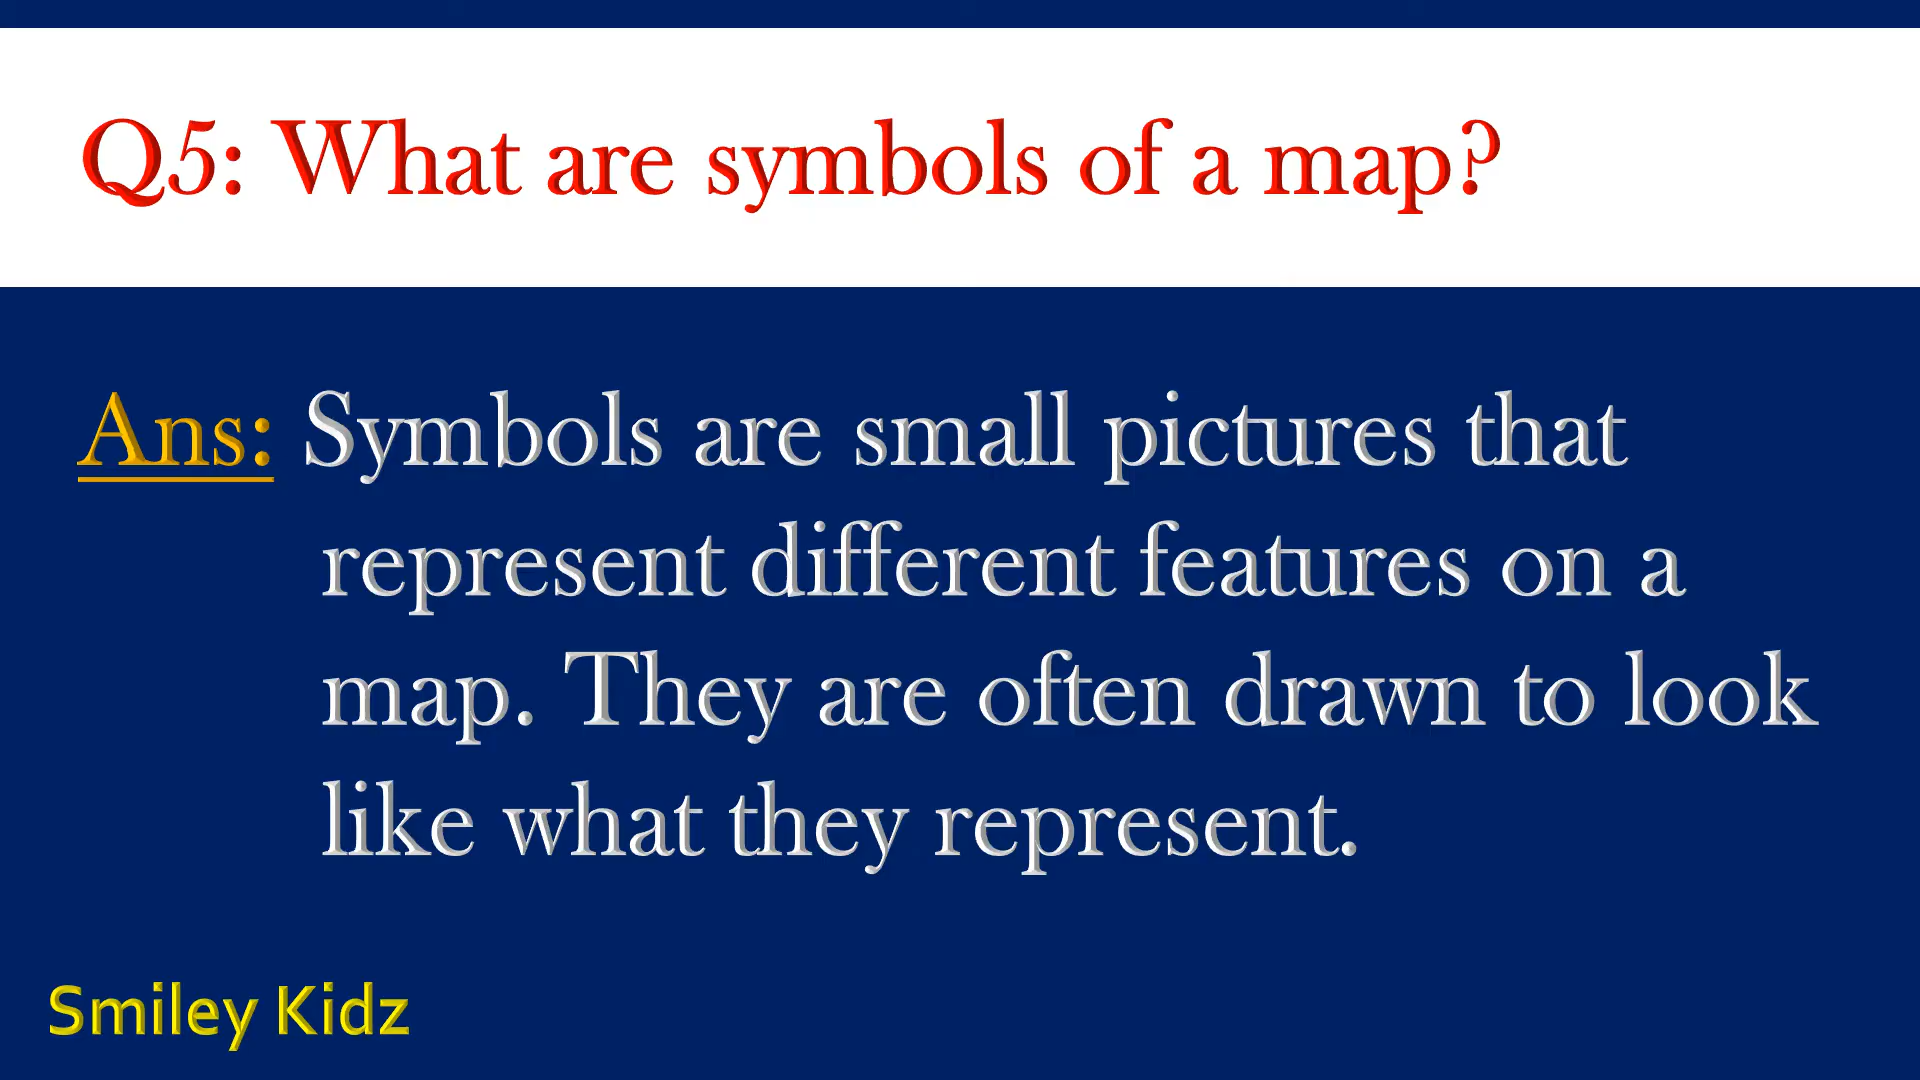 Q5: What are symbols of a map?
Ans: Symbols are small pictures that
represent different features on a
map. They are often drawn to look
like what they represent.
Smiley Kidz